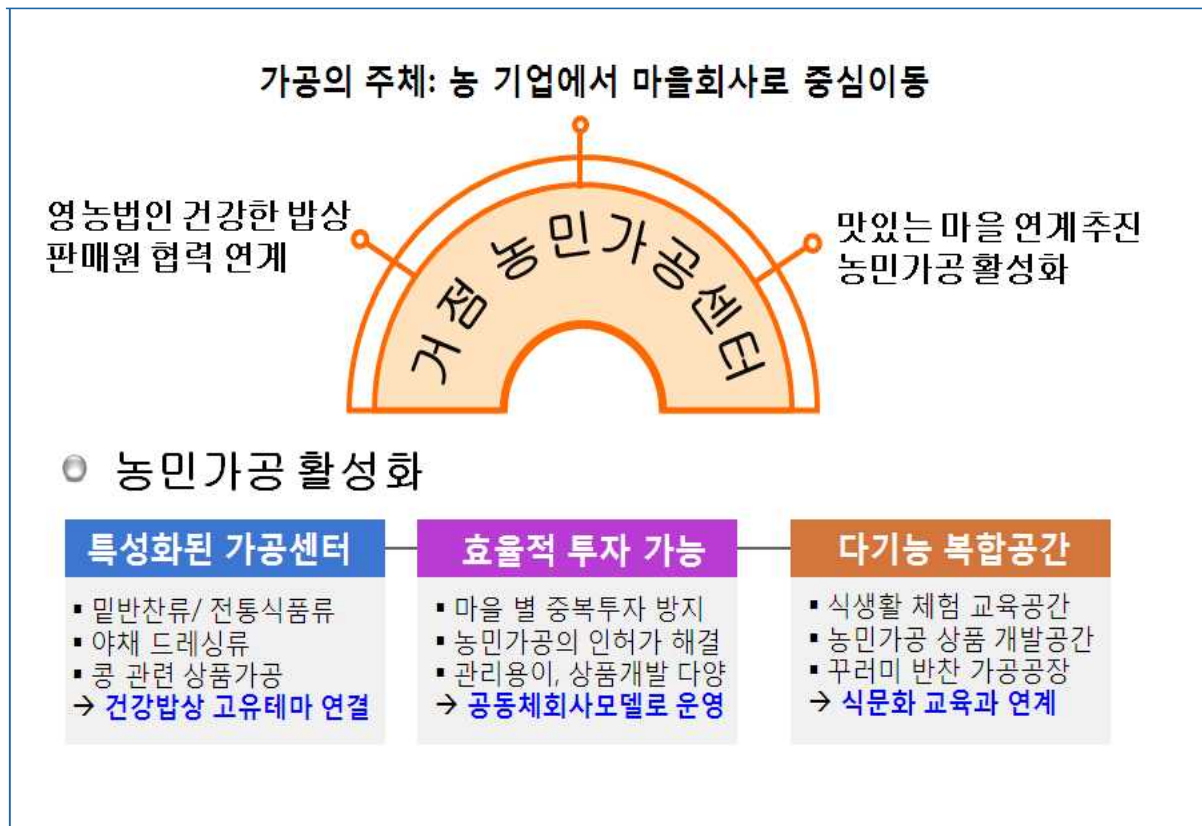 가공의 주체: 농 기업에서 마을회사로 중심이동
영농법인 건강한 밥상
판매원 협력 연계
맛있는 마을 연계추진
농민가공 활성화
거점 농민가공센터
농민가공 활성화
특성화된 가공센터
▪ 밑반찬류/ 전통식품류
▪ 야채 드레싱류
▪ 콩 관련 상품가공
→ 건강밥상 고유테마 연결
효율적 투자 가능
▪ 마을 별 중복투자 방지
▪ 농민가공의 인허가 해결
▪ 관리용이, 상품개발 다양
→ 공동체회사모델로 운영
다기능 복합공간
▪ 식생활 체험 교육공간
▪ 농민가공 상품 개발공간
▪ 꾸러미 반찬 가공공장
→ 식문화 교육과 연계